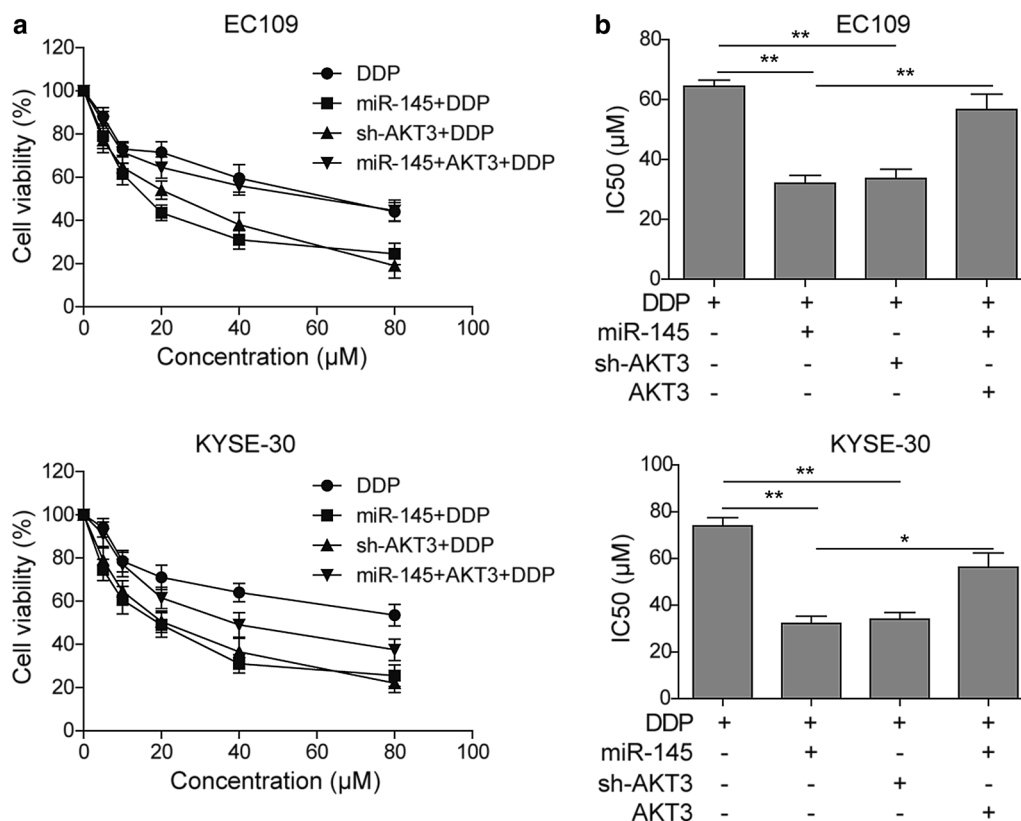 a
EC109
120
100
80
60
40
20
0
Cell viability (%)
0 20 40 60 80 100
Concentration (µM)
DDP
miR-145+DDP
sh-AKT3+DDP
miR-145+AKT3+DDP
b
EC109
80
60
40
20
0
IC50 (µM)
** 
**
**
DDP + + + +
miR-145 - + - +
sh-AKT3 - - + -
AKT3 - - - +
KYSE-30
120
100
80
60
40
20
0
Cell viability (%)
0 20 40 60 80 100
Concentration (µM)
DDP
miR-145+DDP
sh-AKT3+DDP
miR-145+AKT3+DDP
KYSE-30
100
80
60
40
20
0
IC50 (µM)
**
**
*
DDP + + + +
miR-145 - + - +
sh-AKT3 - - + -
AKT3 - - - +